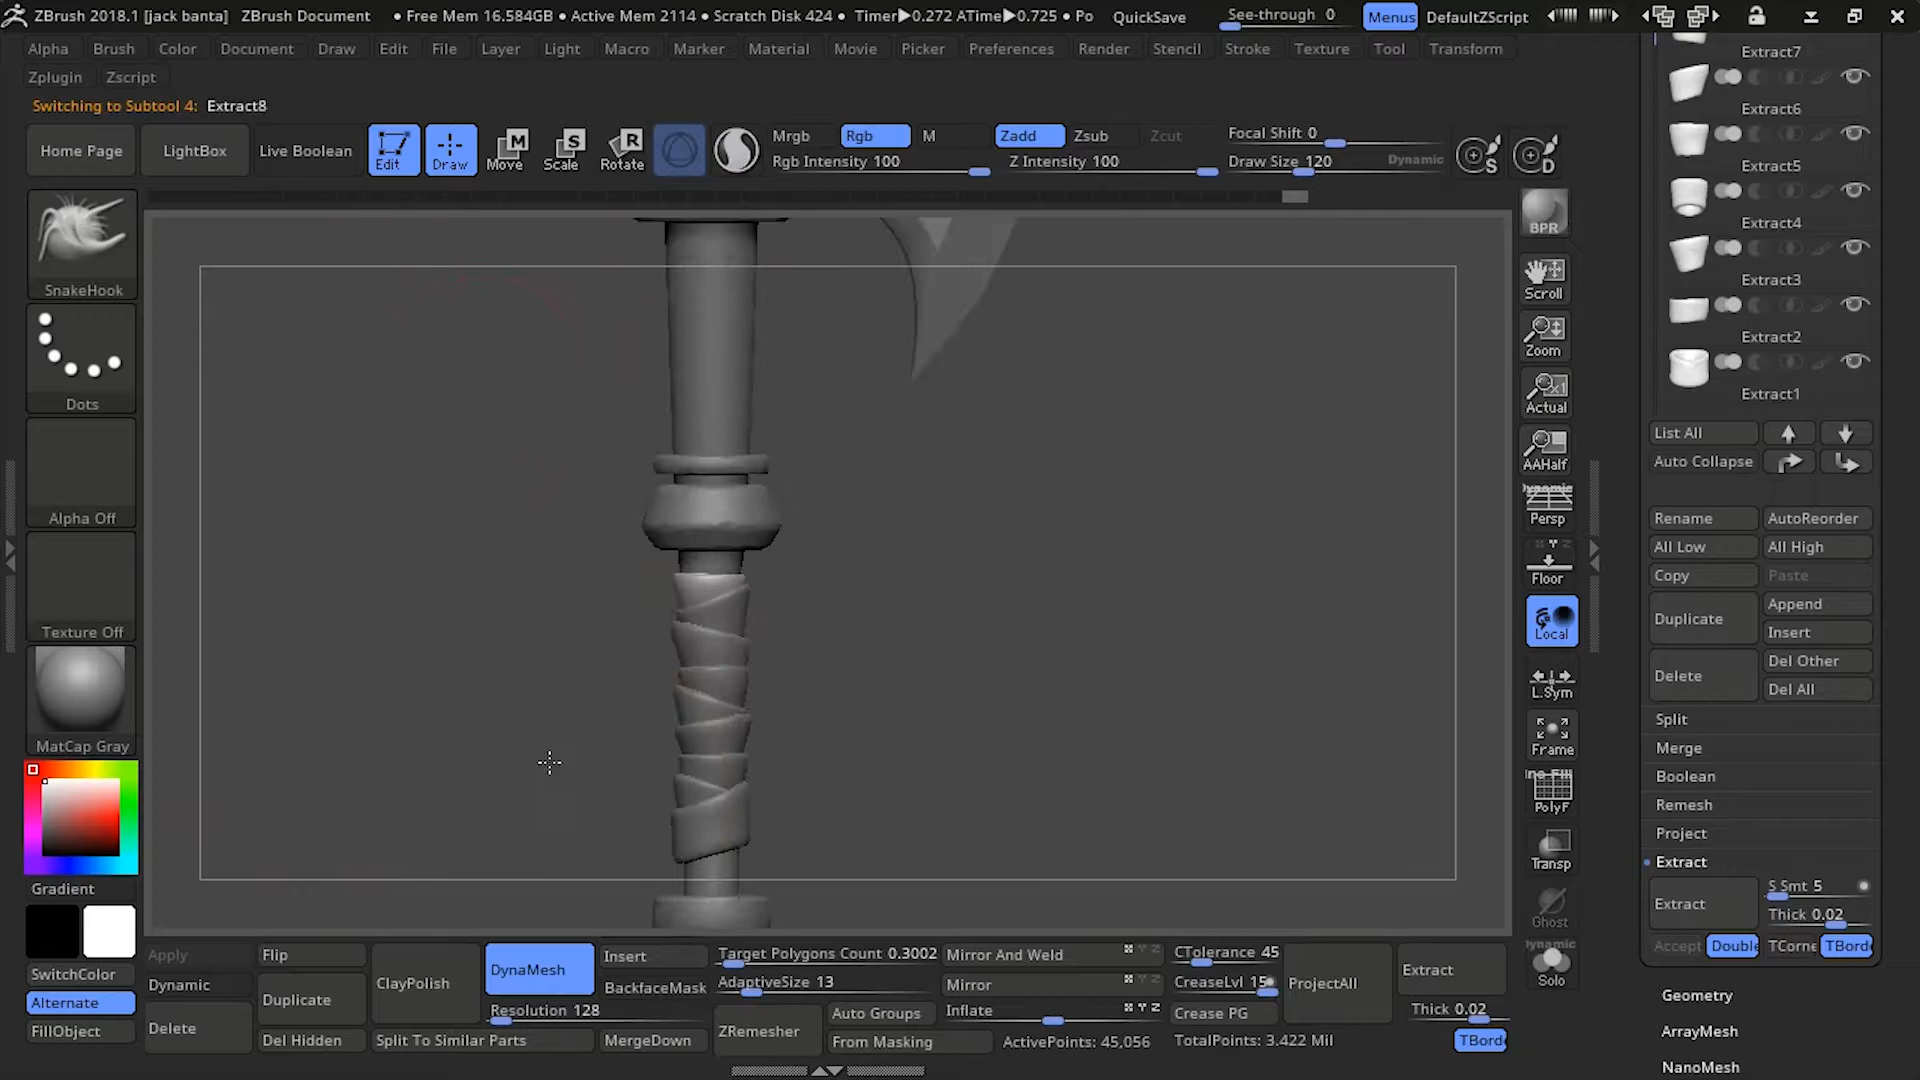 ZBrush 2018.1 [jack banta] ZBrush Document • Free Mem 16.584GB • Active Mem 2114 • Scratch Disk 424 • Timer▶0.272 ATime▶0.725 • Po QuickSave See-through 0 Menus DefaultZScript
Alpha Brush Color Document Draw Edit File Layer Light Macro Marker Material Movie Picker Preferences Render Stencil Stroke Texture Tool Transform
Zplugin Zscript
Switching to Subtool 4: Extract8
Home Page LightBox Live Boolean Edit Draw Move Scale Rotate
Mrgb Rgb M Zadd Zsub Zcut Focal Shift 0
Rgb Intensity 100 Z Intensity 100 Draw Size 120 Dynamic
SnakeHook
Dots
Alpha Off
Texture Off
MatCap Gray
Gradient
SwitchColor
Alternate
FillObject
BPR
Scroll
Zoom
Actual
AAHalf
Dynamic
Persp
Floor
Local
L.Sym
Frame
PolyF
Transp
Ghost
Dynamic
Solo
Extract7
Extract6
Extract5
Extract4
Extract3
Extract2
Extract1
List All
Auto Collapse
Rename AutoReorder
All Low All High
Copy Paste
Duplicate Append
Insert
Delete Del Other
Del All
Split
Merge
Boolean
Remesh
Project
Extract
Extract S Smt 5
Thick 0.02
Accept Double TCorne TBorde
Geometry
ArrayMesh
NanoMesh
Apply Flip ClayPolish DynaMesh Insert Target Polygons Count 0.3002 Mirror And Weld CTolerance 45 ProjectAll Extract
Dynamic Duplicate BackfaceMask AdaptiveSize 13 Mirror CreaseLvl 15
Resolution 128 ZRemesher Auto Groups Inflate Crease PG Thick 0.02
Delete Del Hidden Split To Similar Parts MergeDown From Masking ActivePoints: 45,056 TotalPoints: 3.422 Mil TBorde